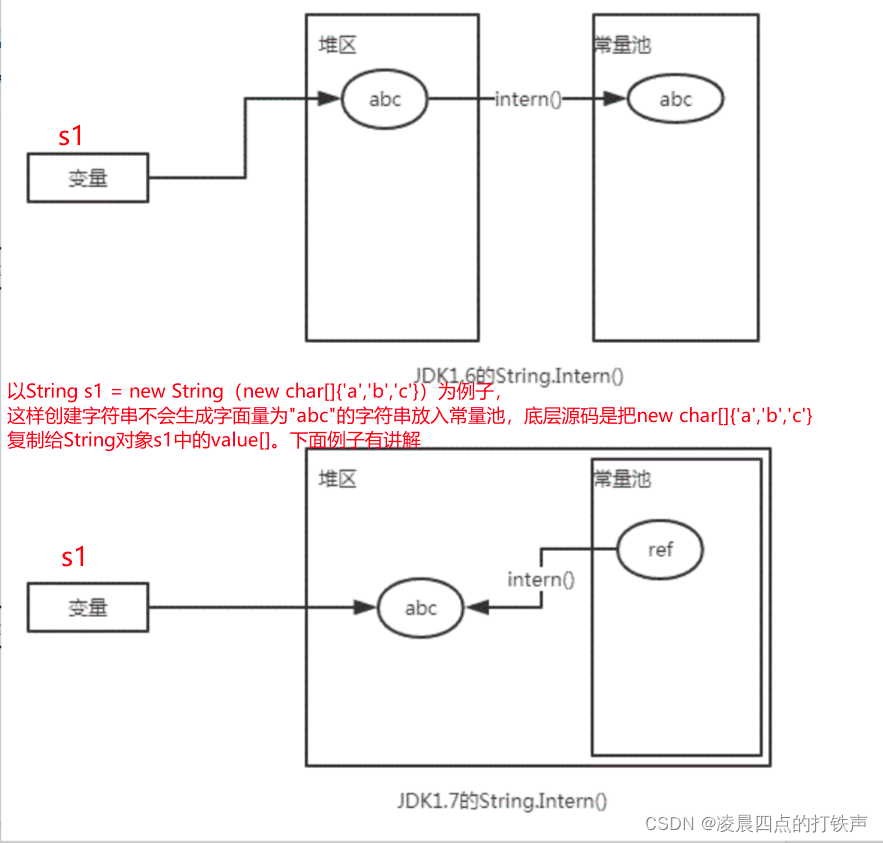 堆区
常量池
abc
intern()
abc
s1
变量
JDK1.6的String.Intern()
以String s1 = new String（new char[]{'a','b','c'}）为例子，
这样创建字符串不会生成字面量为"abc"的字符串放入常量池，底层源码是把new char[]{'a','b','c'}
复制给String对象s1中的value[]。下面例子有讲解
堆区
常量池
s1
ref
intern()
变量
abc
JDK1.7的String.Intern()
CSDN @凌晨四点的打铁声